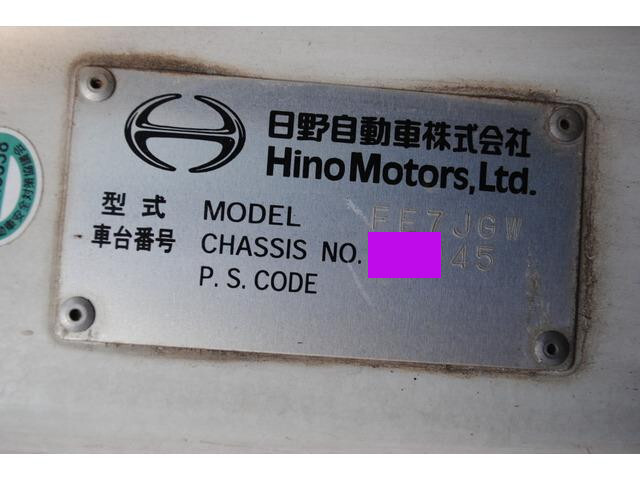 日野自動車株式会社
Hino Motors, Ltd.
型式 MODEL FE7JGW
車台番号 CHASSIS NO. 45
P.S. CODE